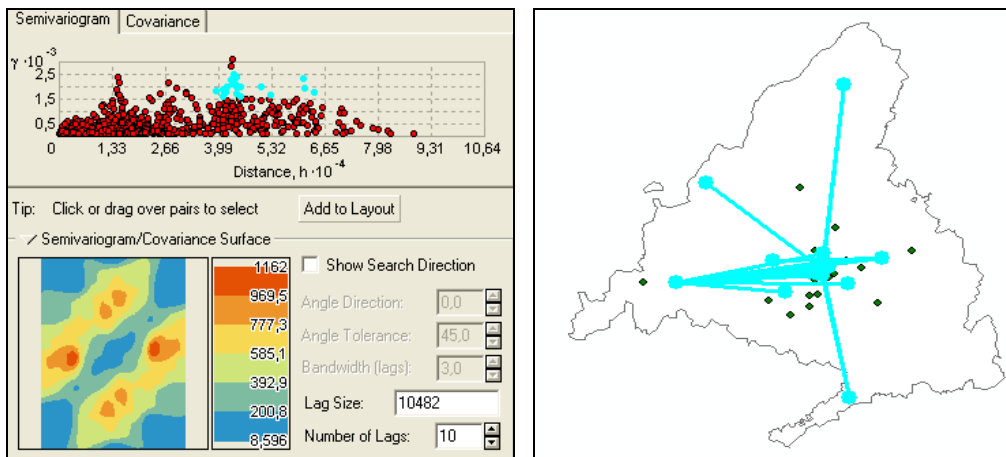 Semivariogram Covariance
γ ·10⁻³
2,5
1,5
0,5
0 1,33 2,66 3,99 5,32 6,65 7,98 9,31 10,64
Distance, h ·10⁻⁴
Tip: Click or drag over pairs to select Add to Layout
Semivariogram/Covariance Surface
1162
969,5
777,3
585,1
392,9
200,8
8,596
Show Search Direction
Angle Direction: 0,0
Angle Tolerance: 45,0
Bandwidth (lags): 3,0
Lag Size: 10482
Number of Lags: 10